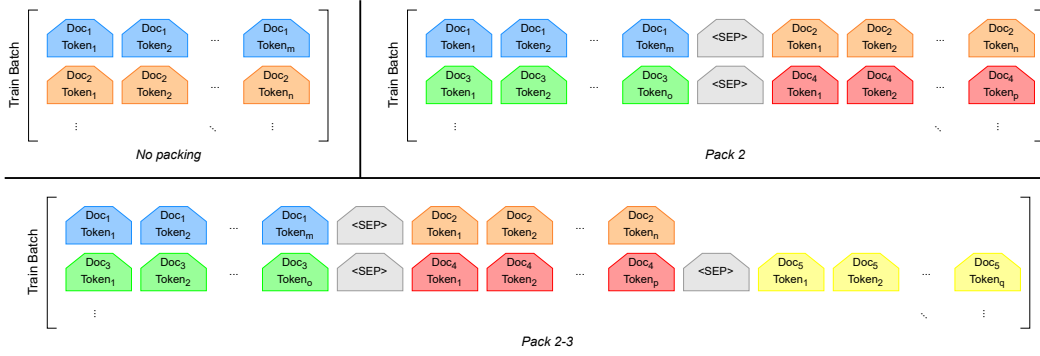 Train Batch
Doc1 Doc1 Doc1
Token1 Token2 ... Tokenm
Doc2 Doc2 Doc2
Token1 Token2 ... Tokenn
⋮ ⋱ ⋮
No packing
Train Batch
Doc1 Doc1 Doc1 <SEP> Doc2 Doc2 Doc2
Token1 Token2 ... Tokenm Token1 Token2 ... Tokenn
Doc3 Doc3 Doc3 <SEP> Doc4 Doc4 Doc4
Token1 Token2 ... Tokeno Token1 Token2 ... Tokenp
⋮ ⋱ ⋮
Pack 2
Train Batch
Doc1 Doc1 Doc1 <SEP> Doc2 Doc2 Doc2
Token1 Token2 ... Tokenm Token1 Token2 ... Tokenn
Doc3 Doc3 Doc3 <SEP> Doc4 Doc4 Doc4 <SEP> Doc5 Doc5 Doc5
Token1 Token2 ... Tokeno Token1 Token2 ... Tokenp Token1 Token2 ... Tokenq
⋮ ⋱ ⋮
Pack 2-3